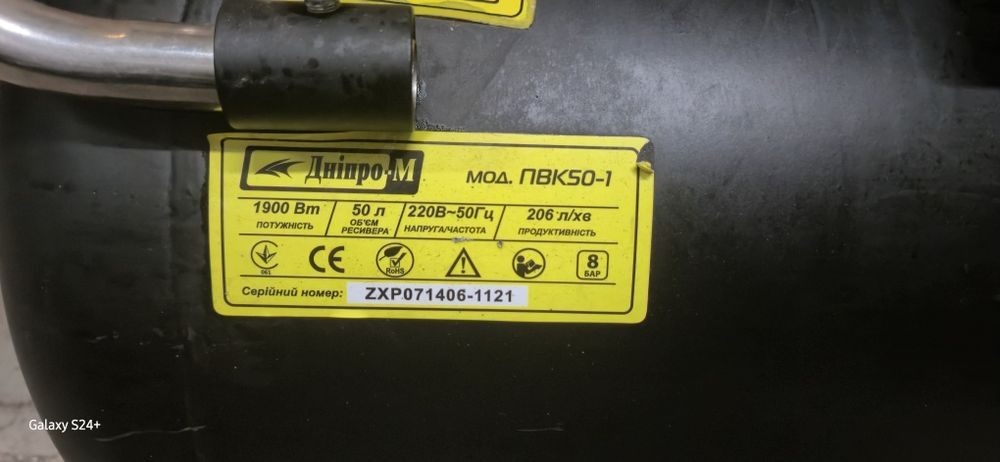 Дніпро-М
мод. ПВК50-1
1900 Вт
ПОТУЖНІСТЬ
50 л
ОБ'ЄМ
РЕСИВЕРА
220В~50Гц
НАПРУГА/ЧАСТОТА
206 л/хв
ПРОДУКТИВНІСТЬ
061
CE
RoHS
8
БАР
Серійний номер: ZXP071406-1121
Galaxy S24+